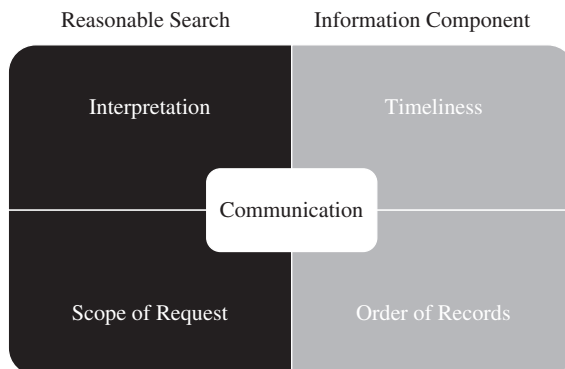 Reasonable Search
Information Component
Interpretation
Timeliness
Communication
Scope of Request
Order of Records